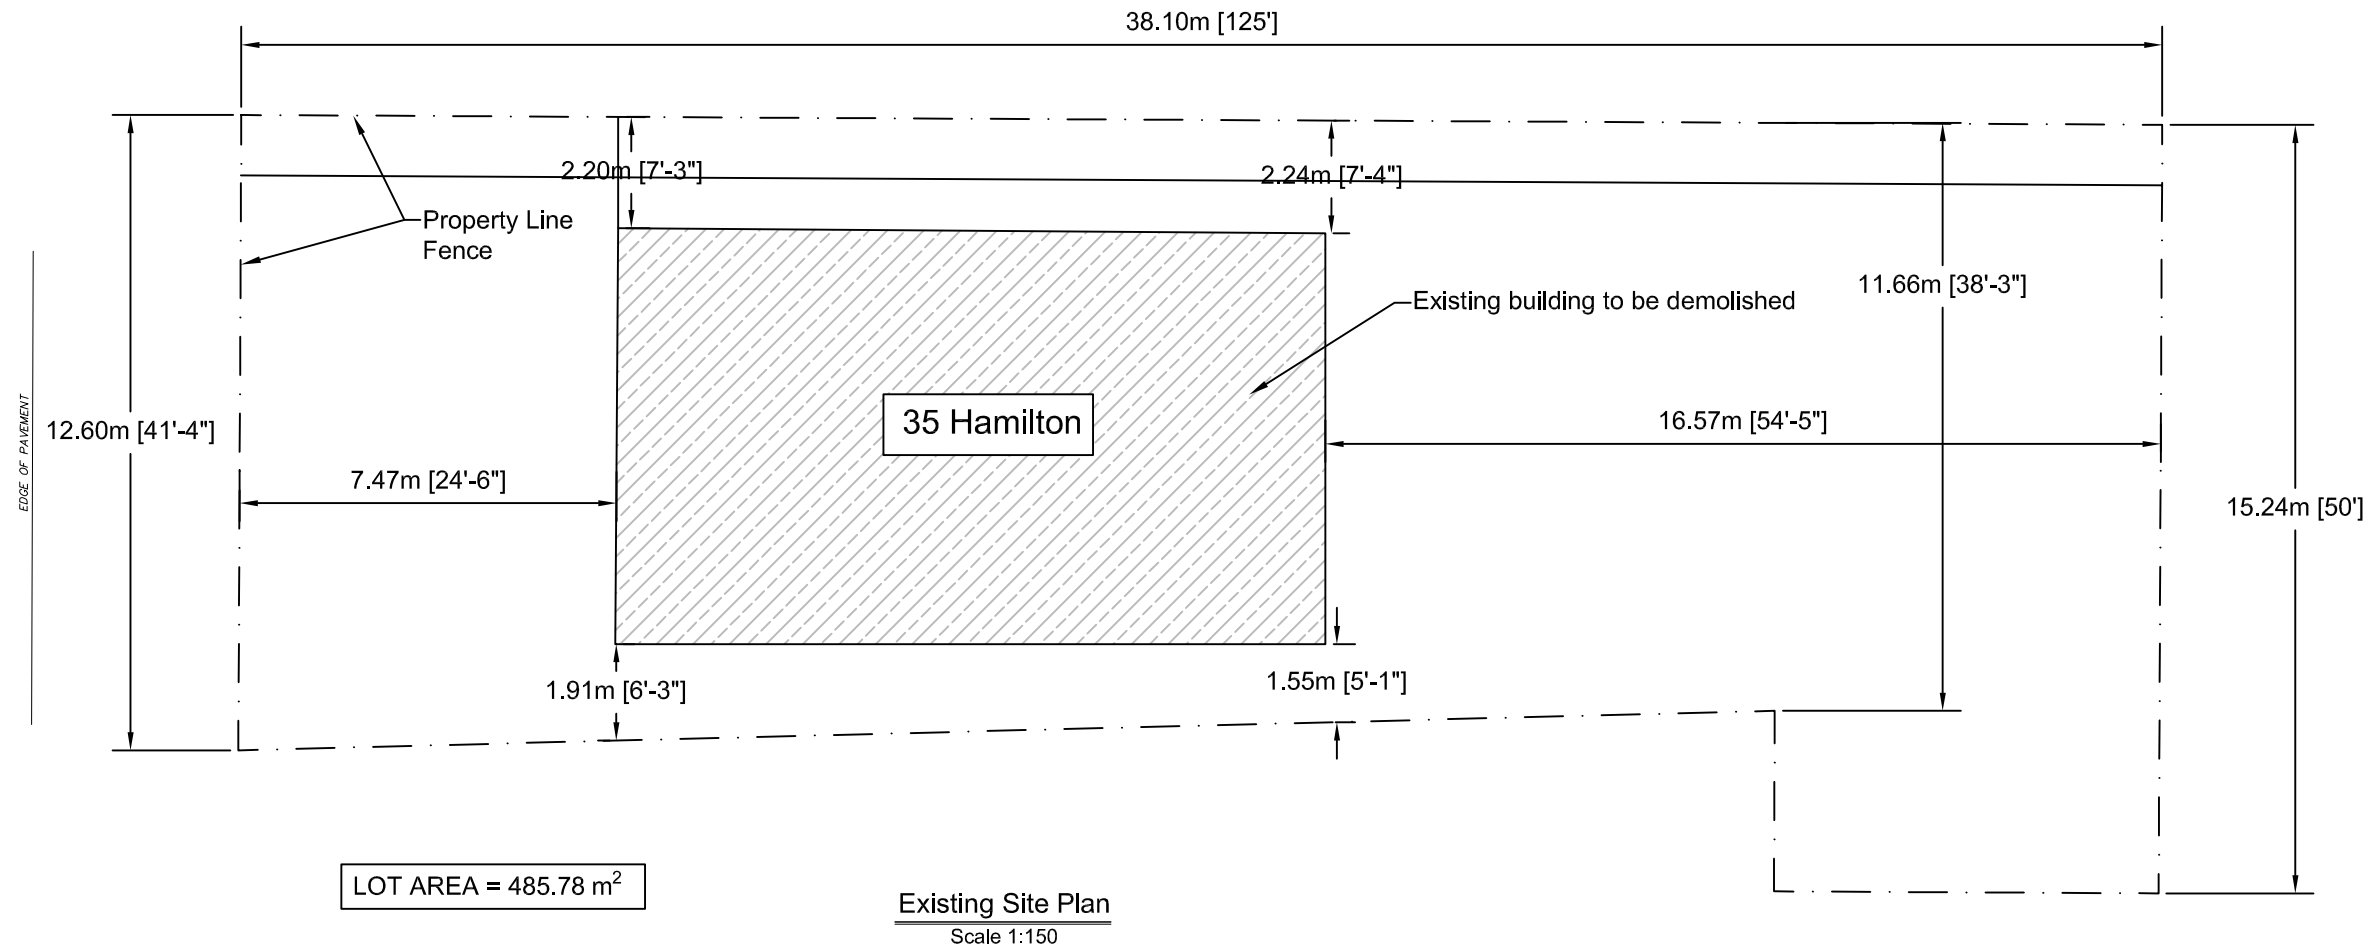 38.10m [125']
2.20m [7'-3"]
2.24m [7'-4"]
Property Line
Fence
11.66m [38'-3"]
Existing building to be demolished
EDGE OF PAVEMENT
12.60m [41'-4"]
35 Hamilton
16.57m [54'-5"]
7.47m [24'-6"]
15.24m [50']
1.91m [6'-3"]
1.55m [5'-1"]
LOT AREA = 485.78 m²
Existing Site Plan
Scale 1:150